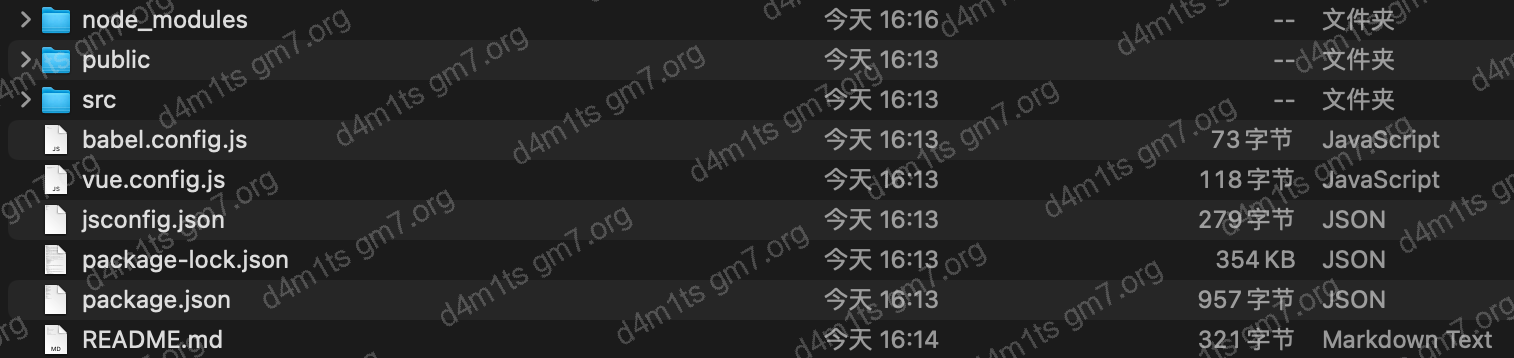 node_modules 今天 16:16 -- 文件夹
public 今天 16:13 -- 文件夹
src 今天 16:13 -- 文件夹
babel.config.js 今天 16:13 73 字节 JavaScript
vue.config.js 今天 16:13 118 字节 JavaScript
jsconfig.json 今天 16:13 279 字节 JSON
package-lock.json 今天 16:13 354 KB JSON
package.json 今天 16:13 957 字节 JSON
README.md 今天 16:14 321 字节 Markdown Text
d4m1ts gm7.org